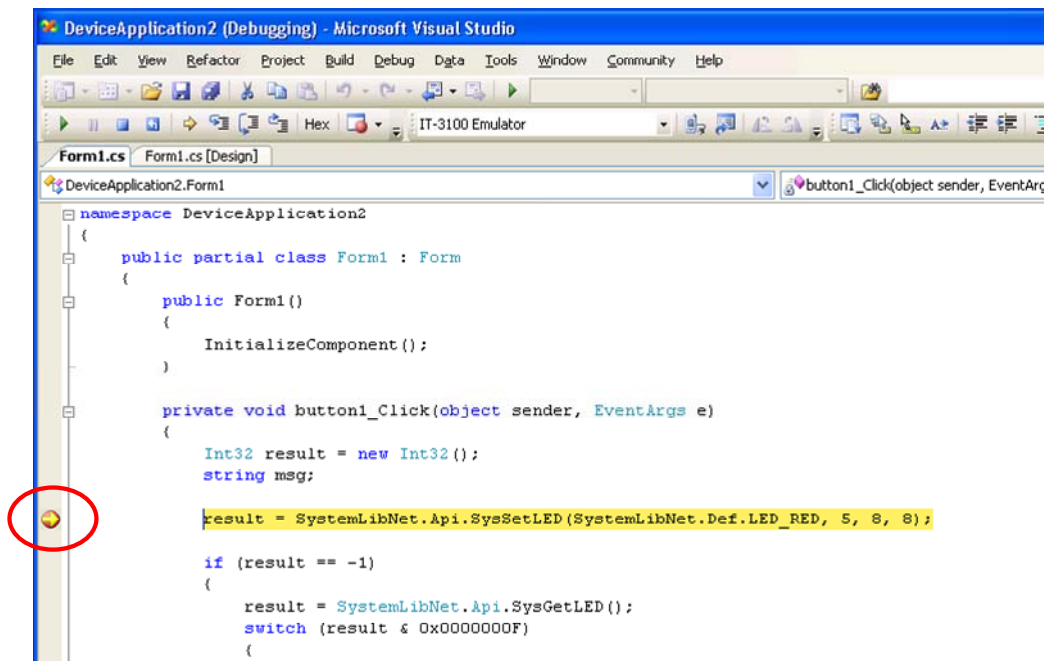 DeviceApplication2 (Debugging) - Microsoft Visual Studio
File Edit View Refactor Project Build Debug Data Tools Window Community Help
Hex IT-3100 Emulator
Form1.cs Form1.cs [Design]
DeviceApplication2.Form1 button1_Click(object sender, EventArg
namespace DeviceApplication2
{
public partial class Form1 : Form
{
public Form1()
{
InitializeComponent();
}
private void button1_Click(object sender, EventArgs e)
{
Int32 result = new Int32();
string msg;
result = SystemLibNet.Api.SysSetLED(SystemLibNet.Def.LED_RED, 5, 8, 8);
if (result == -1)
{
result = SystemLibNet.Api.SysGetLED();
switch (result & 0x0000000F)
{